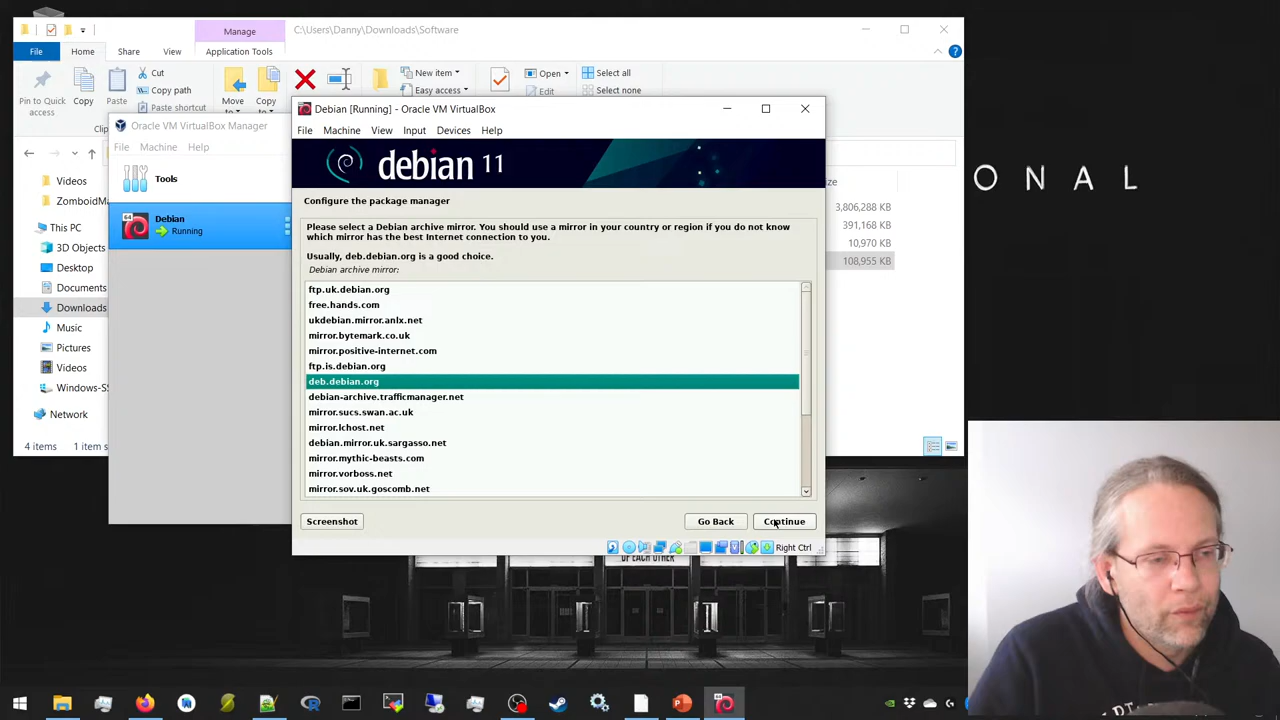 Manage
C:\Users\Danny\Downloads\Software
File
Home
Share
View
Application Tools
Pin to Quick
access
Copy
Paste
Cut
Copy path
Paste shortcut
Move
to
Copy
to
New item
Easy access
Open
Edit
Select all
Select none
Videos
ZomboidM
This PC
3D Objects
Desktop
Documents
Downloads
Music
Pictures
Videos
Windows-SS
Network
4 items
3,806,288 KB
391,168 KB
10,970 KB
108,955 KB
Oracle VM VirtualBox Manager
File
Machine
Help
Tools
Debian
Running
Debian [Running] - Oracle VM VirtualBox
File
Machine
View
Input
Devices
Help
debian 11
Configure the package manager
Please select a Debian archive mirror. You should use a mirror in your country or region if you do not know
which mirror has the best Internet connection to you.
Usually, deb.debian.org is a good choice.
Debian archive mirror:
ftp.uk.debian.org
free.hands.com
ukdebian.mirror.anlx.net
mirror.bytemark.co.uk
mirror.positive-internet.com
ftp.is.debian.org
deb.debian.org
debian-archive.trafficmanager.net
mirror.sucs.swan.ac.uk
mirror.lchost.net
debian.mirror.uk.sargasso.net
mirror.mythic-beasts.com
mirror.vorboss.net
mirror.sov.uk.goscomb.net
Screenshot
Go Back
Continue
Right Ctrl
O N A L
OF EACH OTHER